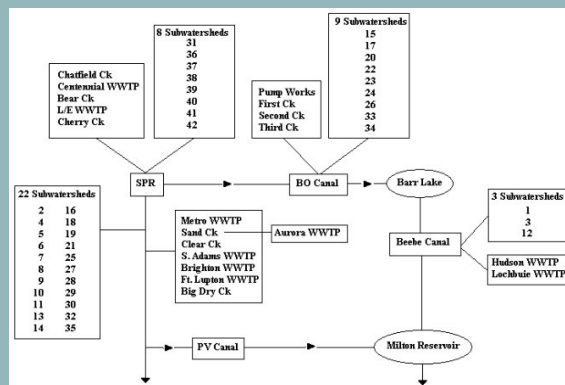 8 Subwatersheds
31
36
37
38
39
40
41
42
9 Subwatersheds
15
17
20
22
23
24
26
33
34
Chatfield Ck
Centennial WWTP
Bear Ck
L/E WWTP
Cherry Ck
Pump Works
First Ck
Second Ck
Third Ck
SPR
BO Canal
Barr Lake
22 Subwatersheds
2 16
4 18
5 19
6 21
7 25
8 27
9 28
10 29
11 30
13 32
14 35
3 Subwatersheds
1
3
12
Metro WWTP
Sand Ck
Clear Ck
S. Adams WWTP
Brighton WWTP
Ft. Lupton WWTP
Big Dry Ck
Aurora WWTP
Beebe Canal
Hudson WWTP
Lochbuie WWTP
PV Canal
Milton Reservoir